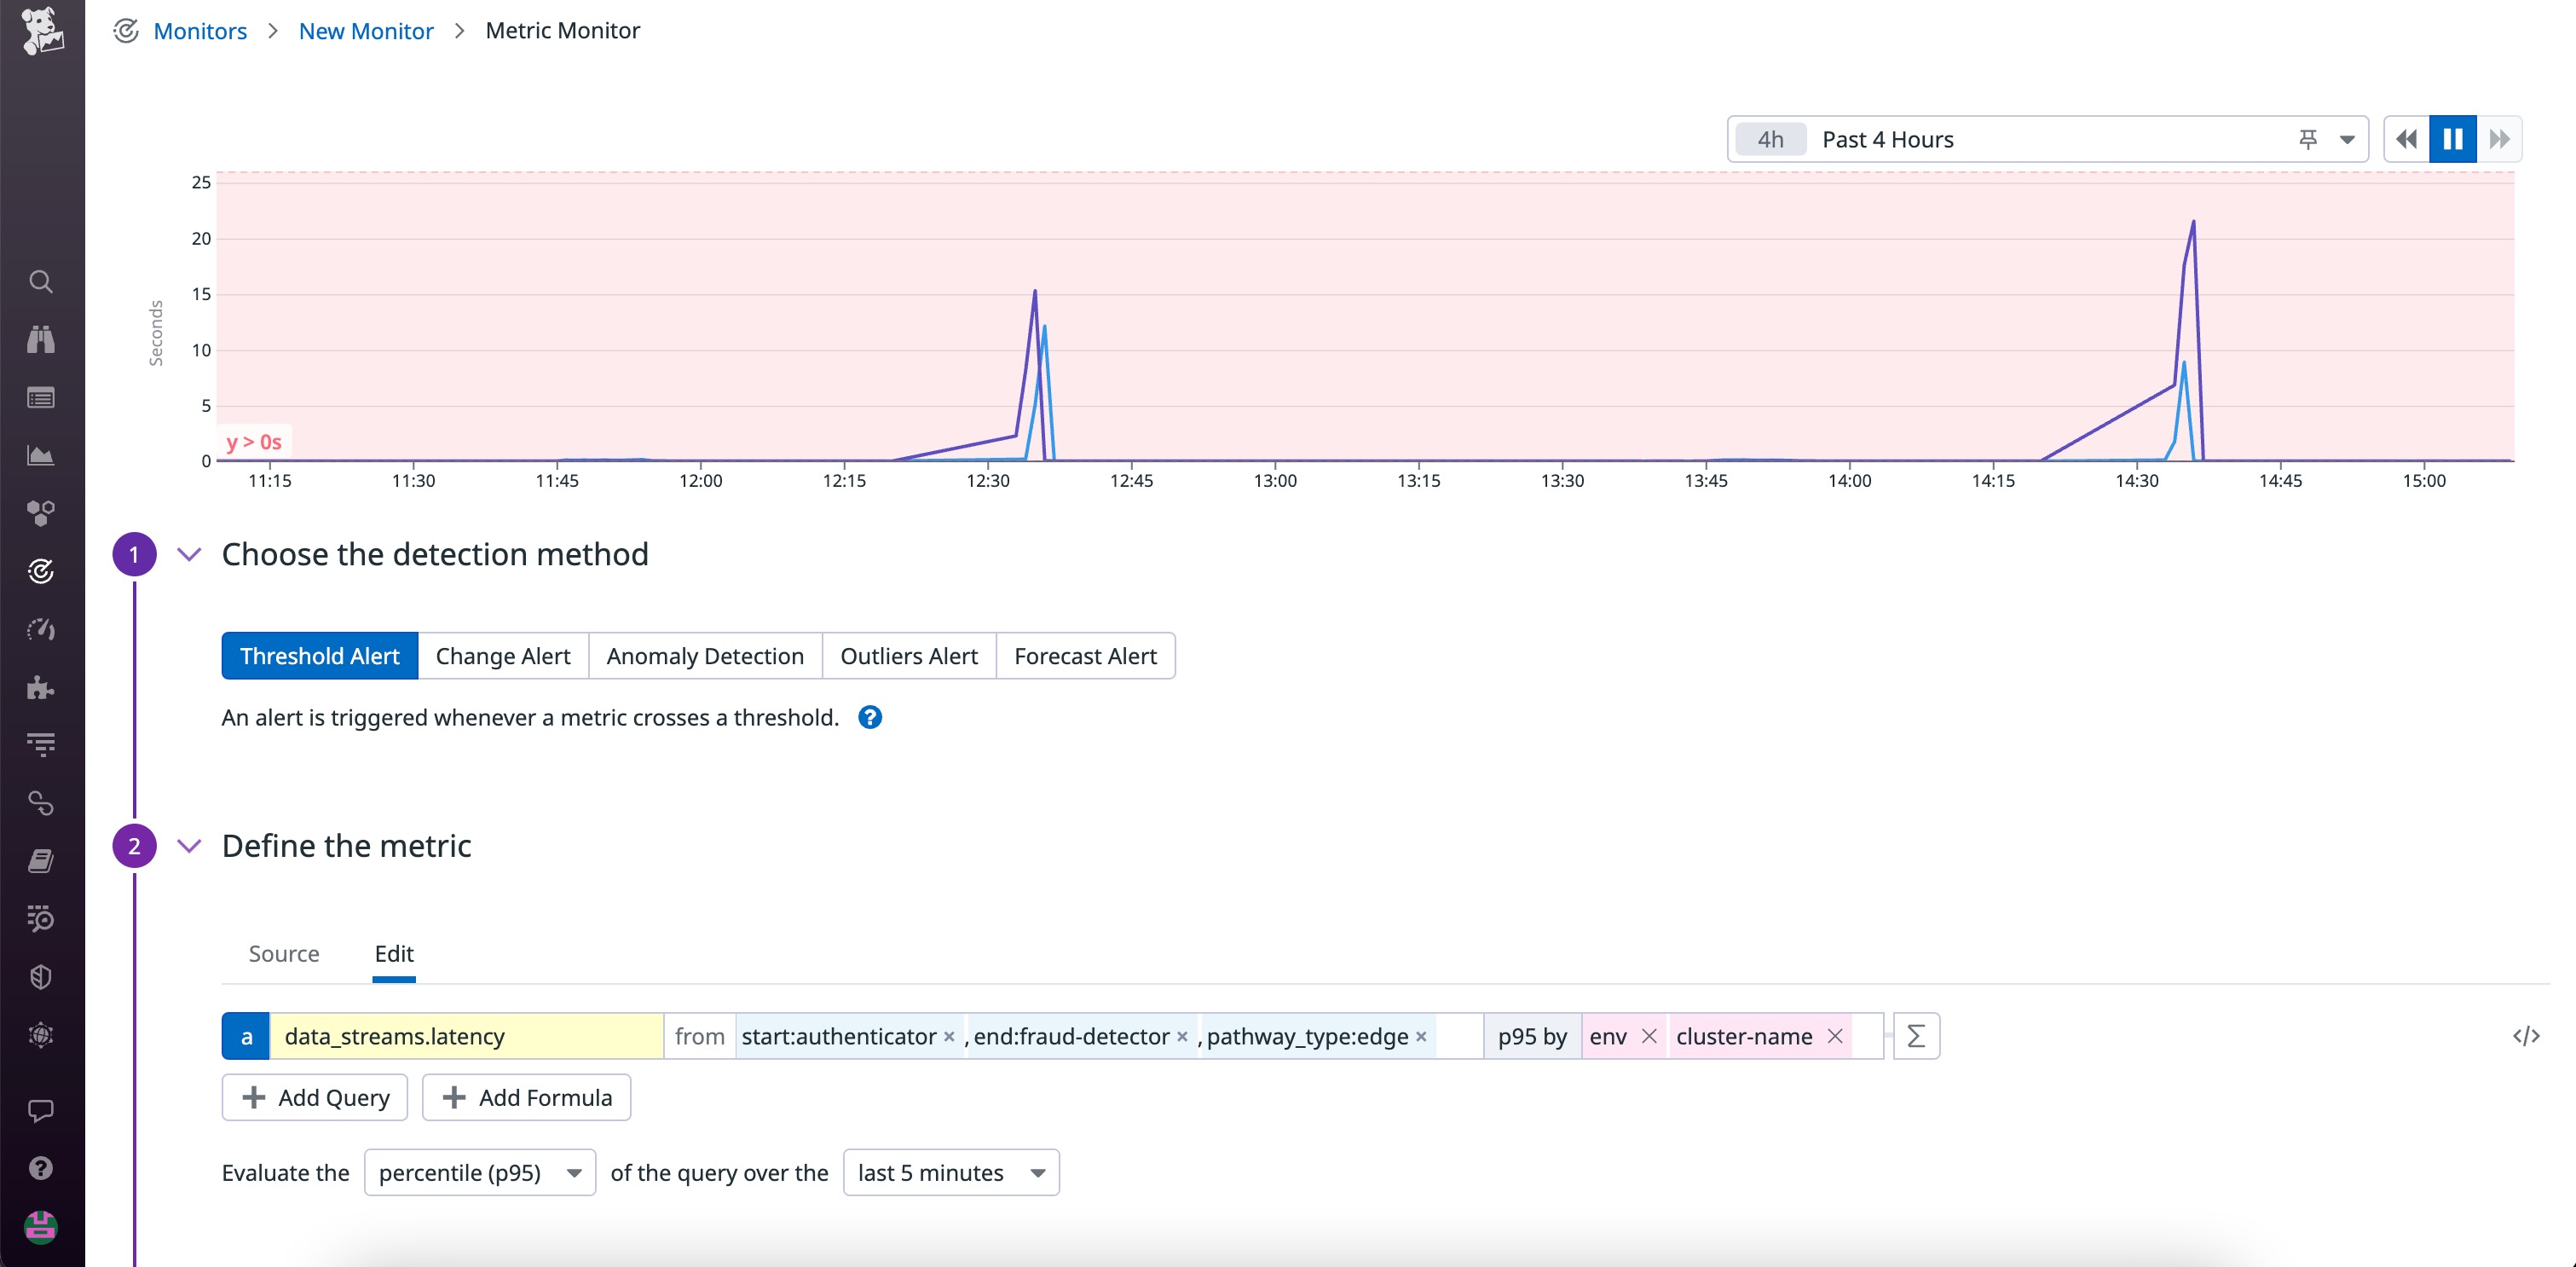 Monitors > New Monitor > Metric Monitor
4h Past 4 Hours
25
20
15
10
5
0
Seconds
y > 0s
11:15 11:30 11:45 12:00 12:15 12:30 12:45 13:00 13:15 13:30 13:45 14:00 14:15 14:30 14:45 15:00
1 Choose the detection method
Threshold Alert Change Alert Anomaly Detection Outliers Alert Forecast Alert
An alert is triggered whenever a metric crosses a threshold. ?
2 Define the metric
Source Edit
a data_streams.latency from start:authenticator × , end:fraud-detector × , pathway_type:edge × p95 by env × cluster-name × Σ </>
+ Add Query + Add Formula
Evaluate the percentile (p95) of the query over the last 5 minutes